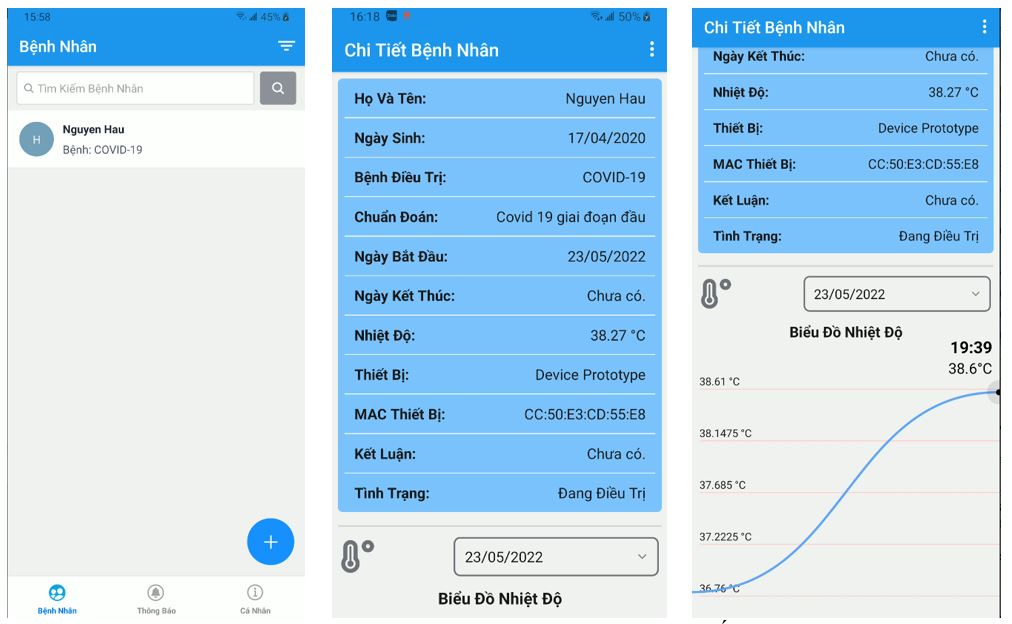 15:58
45%
Bệnh Nhân
Tìm Kiếm Bệnh Nhân
H
Nguyen Hau
Bệnh: COVID-19
+
Bệnh Nhân
Thông Báo
Cá Nhân
16:18
50%
Chi Tiết Bệnh Nhân
Họ Và Tên: Nguyen Hau
Ngày Sinh: 17/04/2020
Bệnh Điều Trị: COVID-19
Chuẩn Đoán: Covid 19 giai đoạn đầu
Ngày Bắt Đầu: 23/05/2022
Ngày Kết Thúc: Chưa có.
Nhiệt Độ: 38.27 °C
Thiết Bị: Device Prototype
MAC Thiết Bị: CC:50:E3:CD:55:E8
Kết Luận: Chưa có.
Tình Trạng: Đang Điều Trị
23/05/2022
Biểu Đồ Nhiệt Độ
Chi Tiết Bệnh Nhân
Ngày Kết Thúc: Chưa có.
Nhiệt Độ: 38.27 °C
Thiết Bị: Device Prototype
MAC Thiết Bị: CC:50:E3:CD:55:E8
Kết Luận: Chưa có.
Tình Trạng: Đang Điều Trị
23/05/2022
Biểu Đồ Nhiệt Độ
19:39
38.6°C
38.61 °C
38.1475 °C
37.685 °C
37.2225 °C
36.76 °C